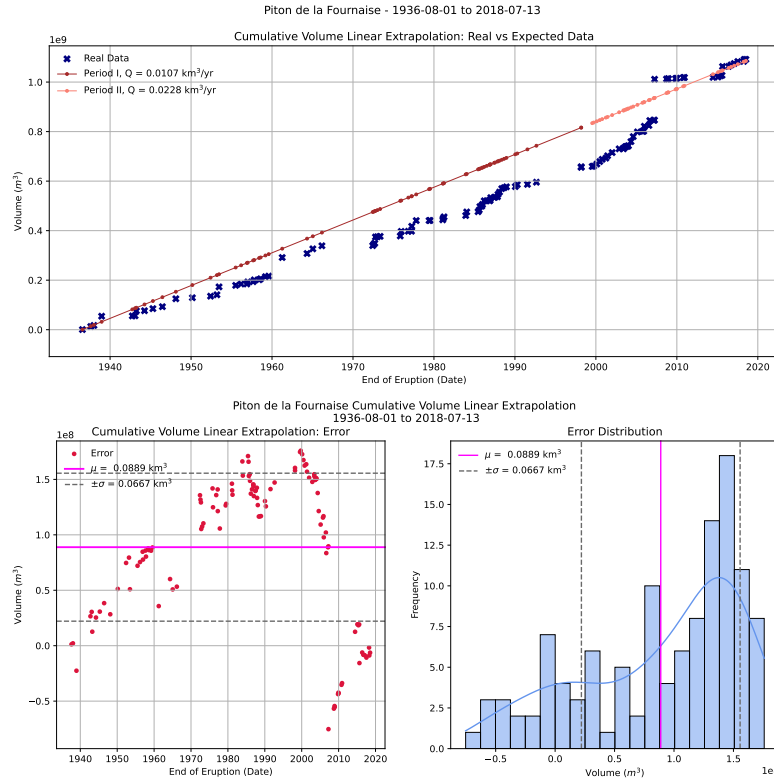 Piton de la Fournaise - 1936-08-01 to 2018-07-13
Cumulative Volume Linear Extrapolation: Real vs Expected Data
1e9
Real Data
Period I, Q = 0.0107 km³/yr
Period II, Q = 0.0228 km³/yr
1.0
0.8
0.6
0.4
0.2
0.0
Volume (m³)
1940 1950 1960 1970 1980 1990 2000 2010 2020
End of Eruption (Date)
Piton de la Fournaise Cumulative Volume Linear Extrapolation
1936-08-01 to 2018-07-13
Cumulative Volume Linear Extrapolation: Error
1e8
Error
μ = 0.0889 km³
±σ = 0.0667 km³
1.5
1.0
0.5
0.0
−0.5
Volume (m³)
1940 1950 1960 1970 1980 1990 2000 2010 2020
End of Eruption (Date)
Error Distribution
μ = 0.0889 km³
±σ = 0.0667 km³
17.5
15.0
12.5
10.0
7.5
5.0
2.5
0.0
Frequency
−0.5 0.0 0.5 1.0 1.5
Volume (m³)